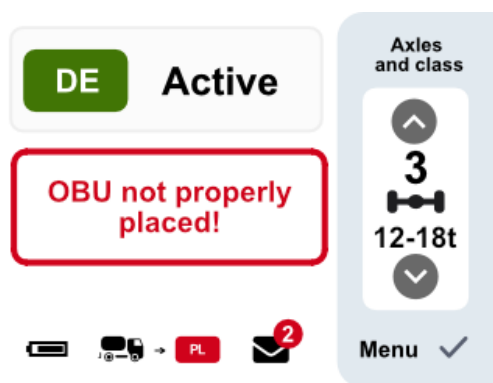 DE Active
OBU not properly
placed!
PL
2
Axles
and class
3
12-18t
Menu